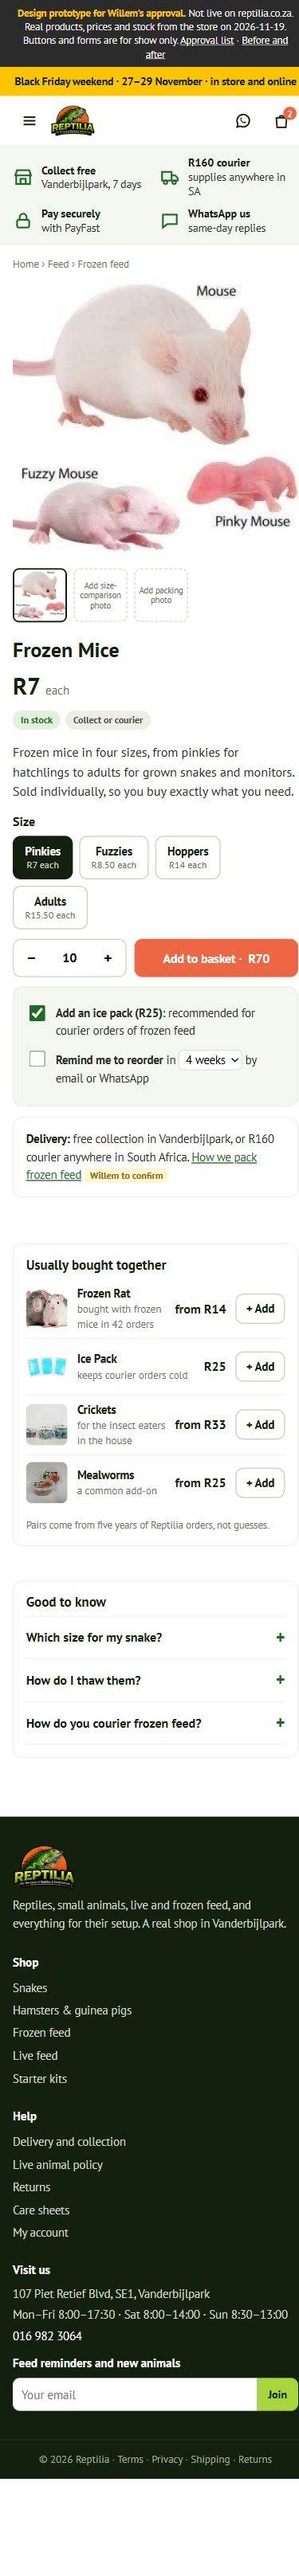 Design prototype for Willem's approval. Not live on reptilia.co.za.
Real products, prices and stock from the store on 2026-11-19.
Buttons and forms are for show only. Approval list · Before and
after
Black Friday weekend · 27–29 November · in store and online
REPTILIA
2
Collect free
Vanderbijlpark, 7 days
R160 courier
supplies anywhere in
SA
Pay securely
with PayFast
WhatsApp us
same-day replies
Home › Feed › Frozen feed
Mouse
Fuzzy Mouse
Pinky Mouse
Add size-
comparison
photo
Add packing
photo
Frozen Mice
R7 each
In stock
Collect or courier
Frozen mice in four sizes, from pinkies for
hatchlings to adults for grown snakes and monitors.
Sold individually, so you buy exactly what you need.
Size
Pinkies
R7 each
Fuzzies
R8.50 each
Hoppers
R14 each
Adults
R15.50 each
− 10 +
Add to basket · R70
Add an ice pack (R25): recommended for
courier orders of frozen feed
Remind me to reorder in 4 weeks by
email or WhatsApp
Delivery: free collection in Vanderbijlpark, or R160
courier anywhere in South Africa. How we pack
frozen feed Willem to confirm
Usually bought together
Frozen Rat
bought with frozen
mice in 42 orders
from R14
+ Add
Ice Pack
keeps courier orders cold
R25
+ Add
Crickets
for the insect eaters
in the house
from R33
+ Add
Mealworms
a common add-on
from R25
+ Add
Pairs come from five years of Reptilia orders, not guesses.
Good to know
Which size for my snake? +
How do I thaw them? +
How do you courier frozen feed? +
REPTILIA
Reptiles, small animals, live and frozen feed, and
everything for their setup. A real shop in Vanderbijlpark.
Shop
Snakes
Hamsters & guinea pigs
Frozen feed
Live feed
Starter kits
Help
Delivery and collection
Live animal policy
Returns
Care sheets
My account
Visit us
107 Piet Retief Blvd, SE1, Vanderbijlpark
Mon–Fri 8:00–17:30 · Sat 8:00–14:00 · Sun 8:30–13:00
016 982 3064
Feed reminders and new animals
Your email
Join
© 2026 Reptilia · Terms · Privacy · Shipping · Returns